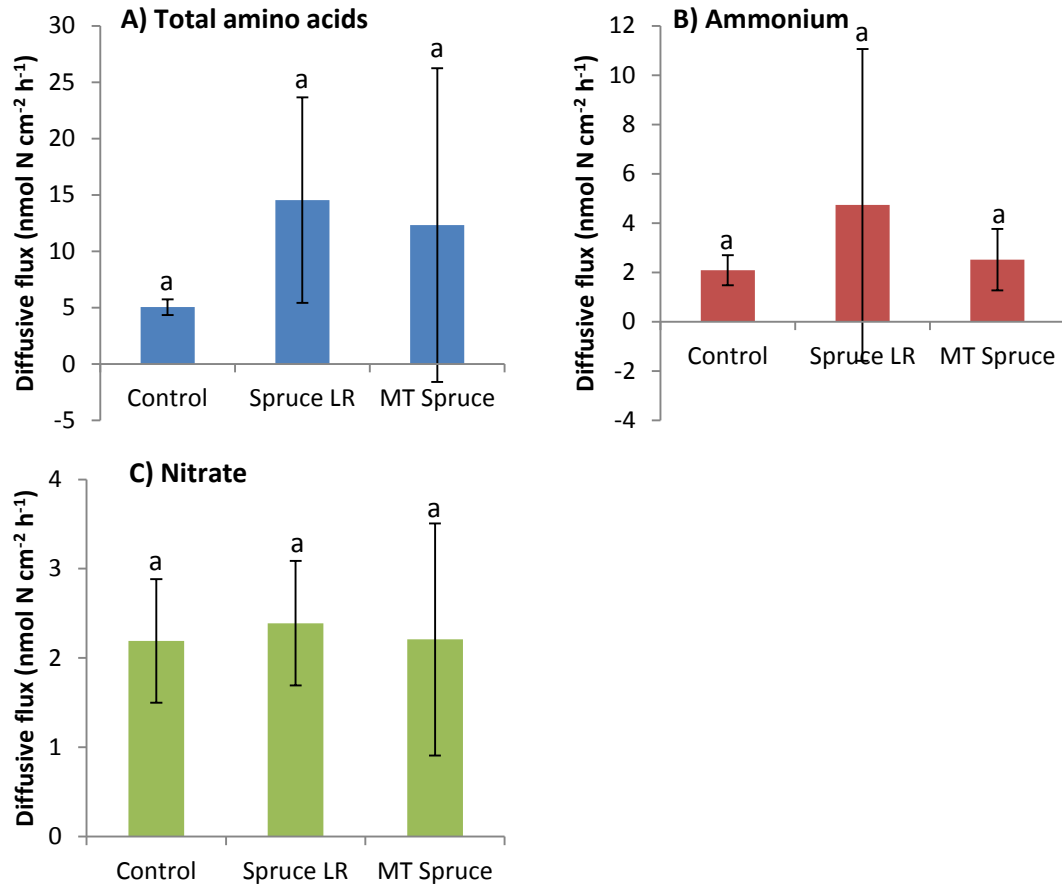 A) Total amino acids
Diffusive flux (nmol N cm⁻² h⁻¹)
30
25
20
15
10
5
0
-5
a
a
a
Control
Spruce LR
MT Spruce
B) Ammonium
Diffusive flux (nmol N cm⁻² h⁻¹)
12
10
8
6
4
2
0
-2
-4
a
a
a
Control
Spruce LR
MT Spruce
C) Nitrate
Diffusive flux (nmol N cm⁻² h⁻¹)
4
3
2
1
0
a
a
a
Control
Spruce LR
MT Spruce